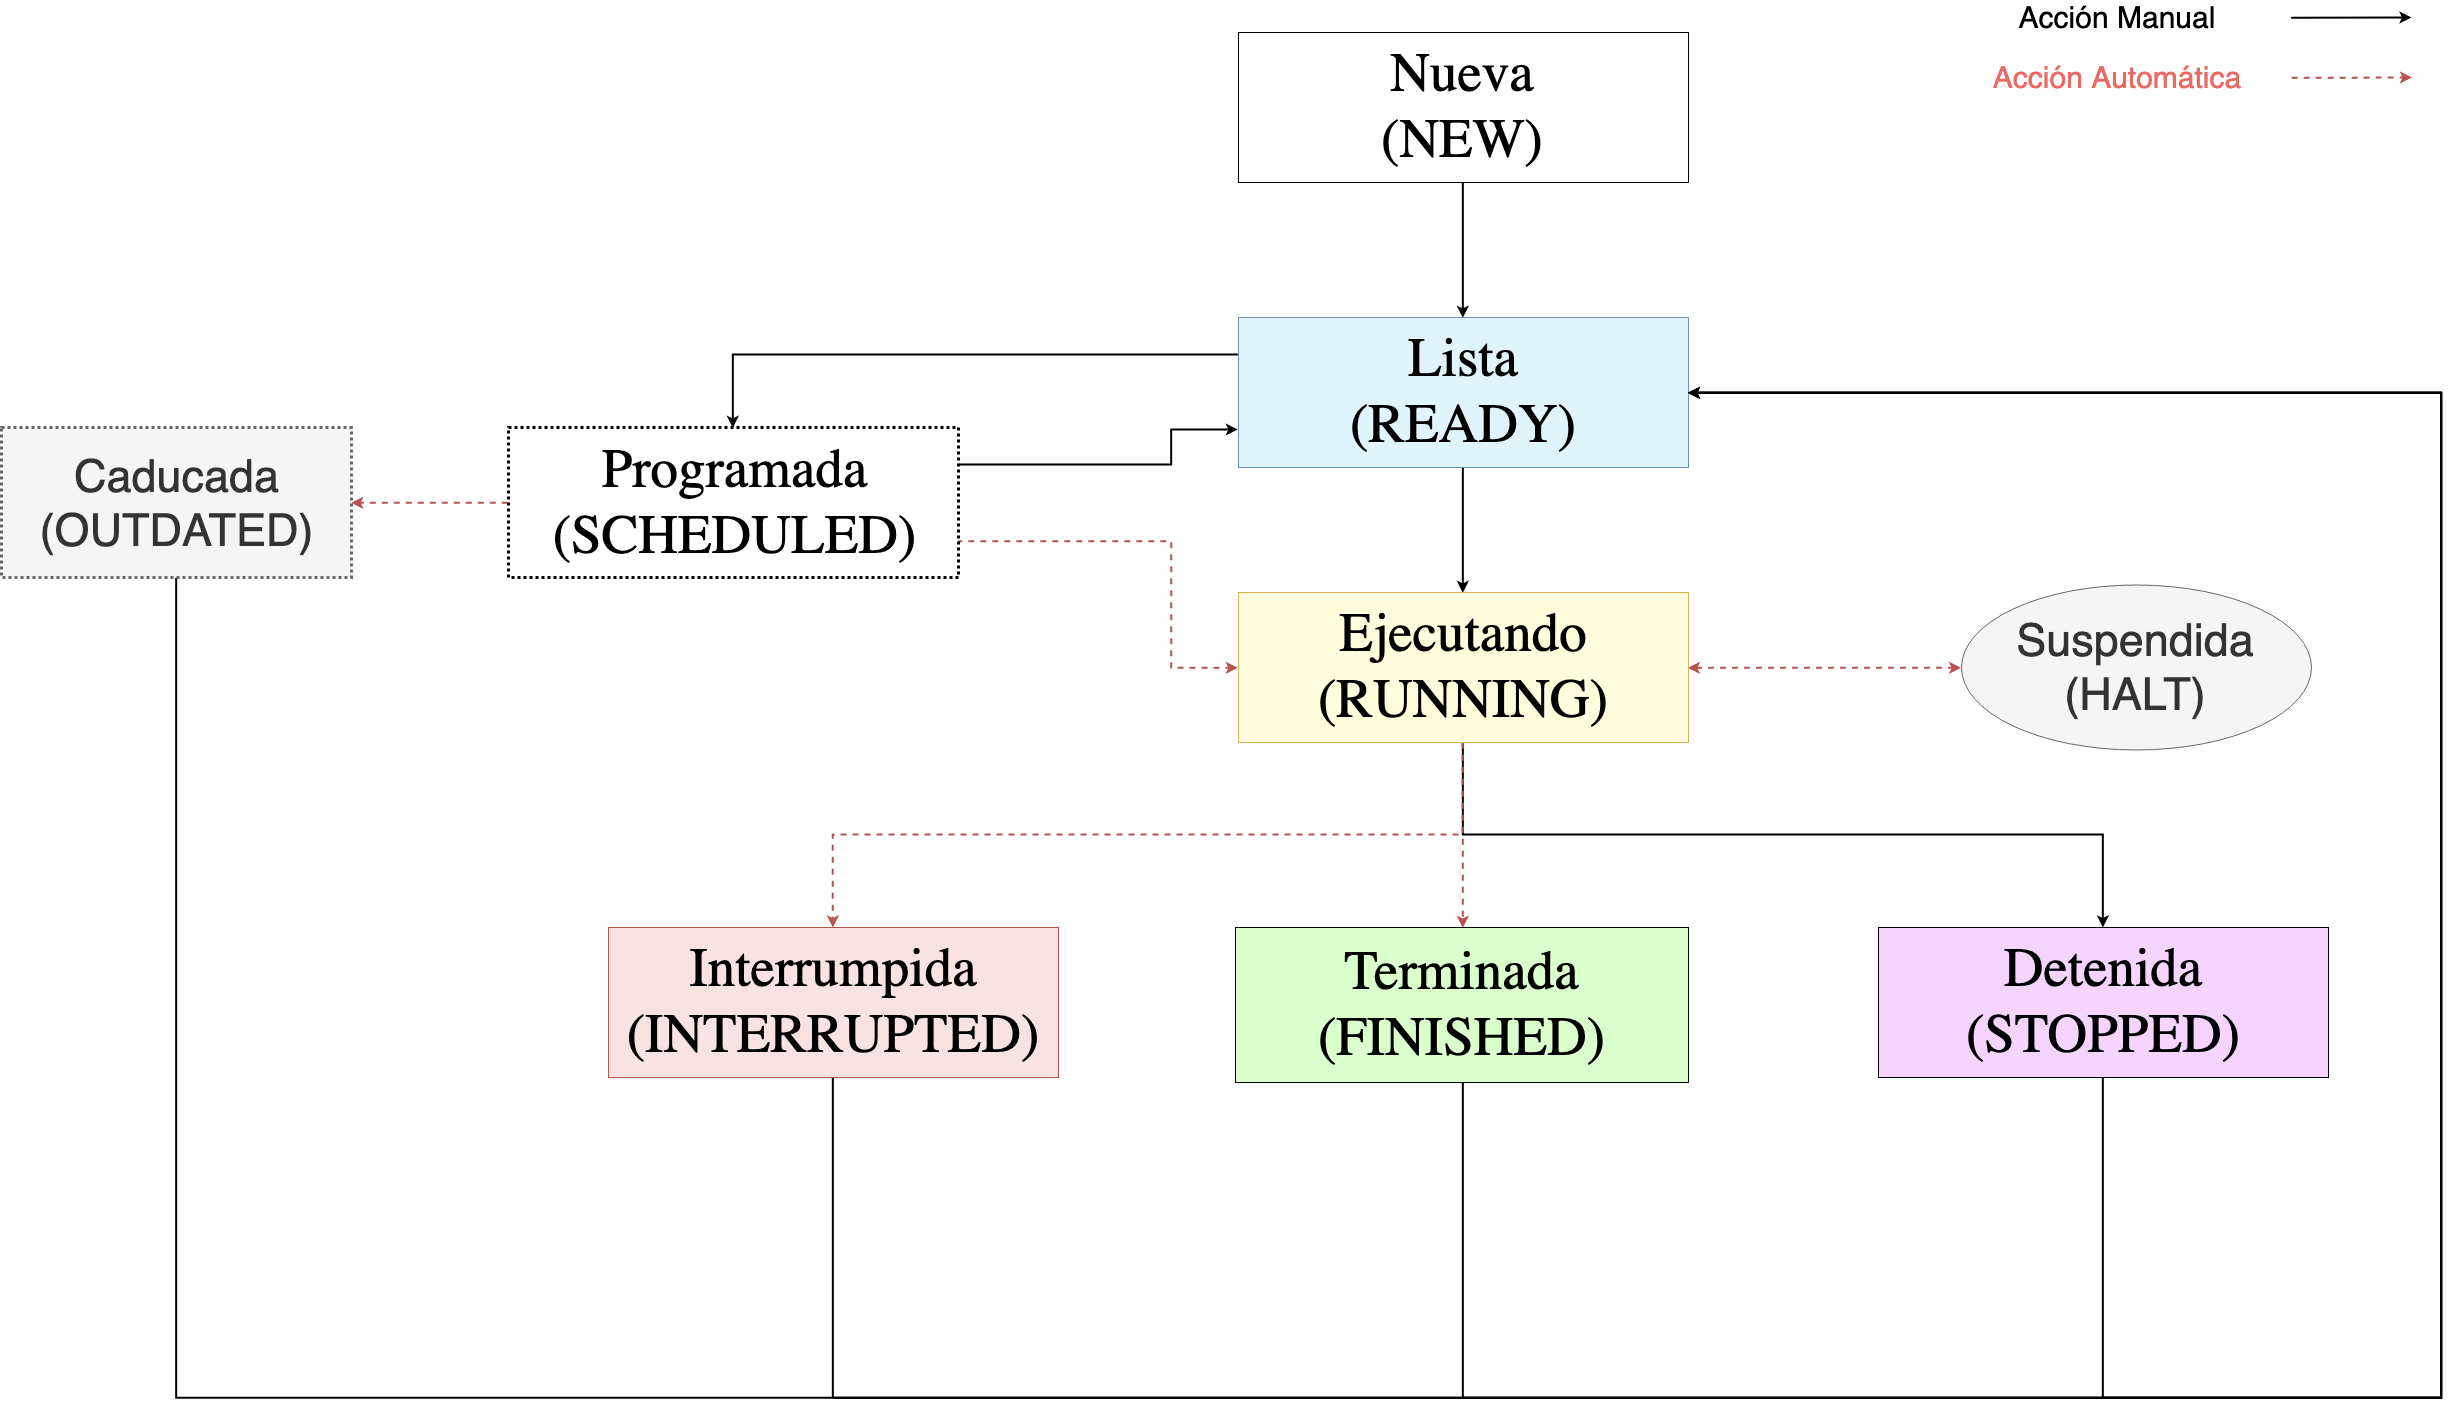 Acción Manual
Acción Automática
Nueva
(NEW)
Lista
(READY)
Caducada
(OUTDATED)
Programada
(SCHEDULED)
Ejecutando
(RUNNING)
Suspendida
(HALT)
Interrumpida
(INTERRUPTED)
Terminada
(FINISHED)
Detenida
(STOPPED)